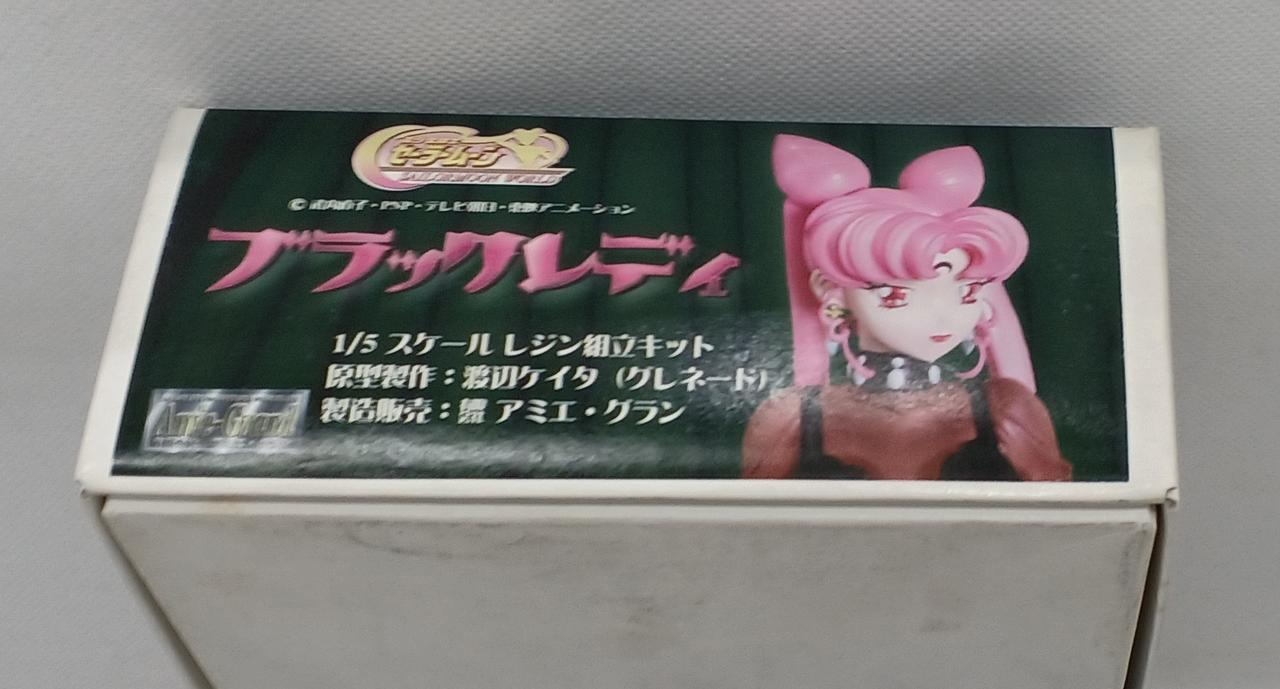 セーラームーン
SAILORMOON WORLD
© 武内直子・PNP・テレビ朝日・東映アニメーション
ブラックレディ
1/5 スケール レジン組立キット
原型製作：渡辺ケイタ（グレネード）
製造販売：㈲ アミエ・グラン
Amie-Grand